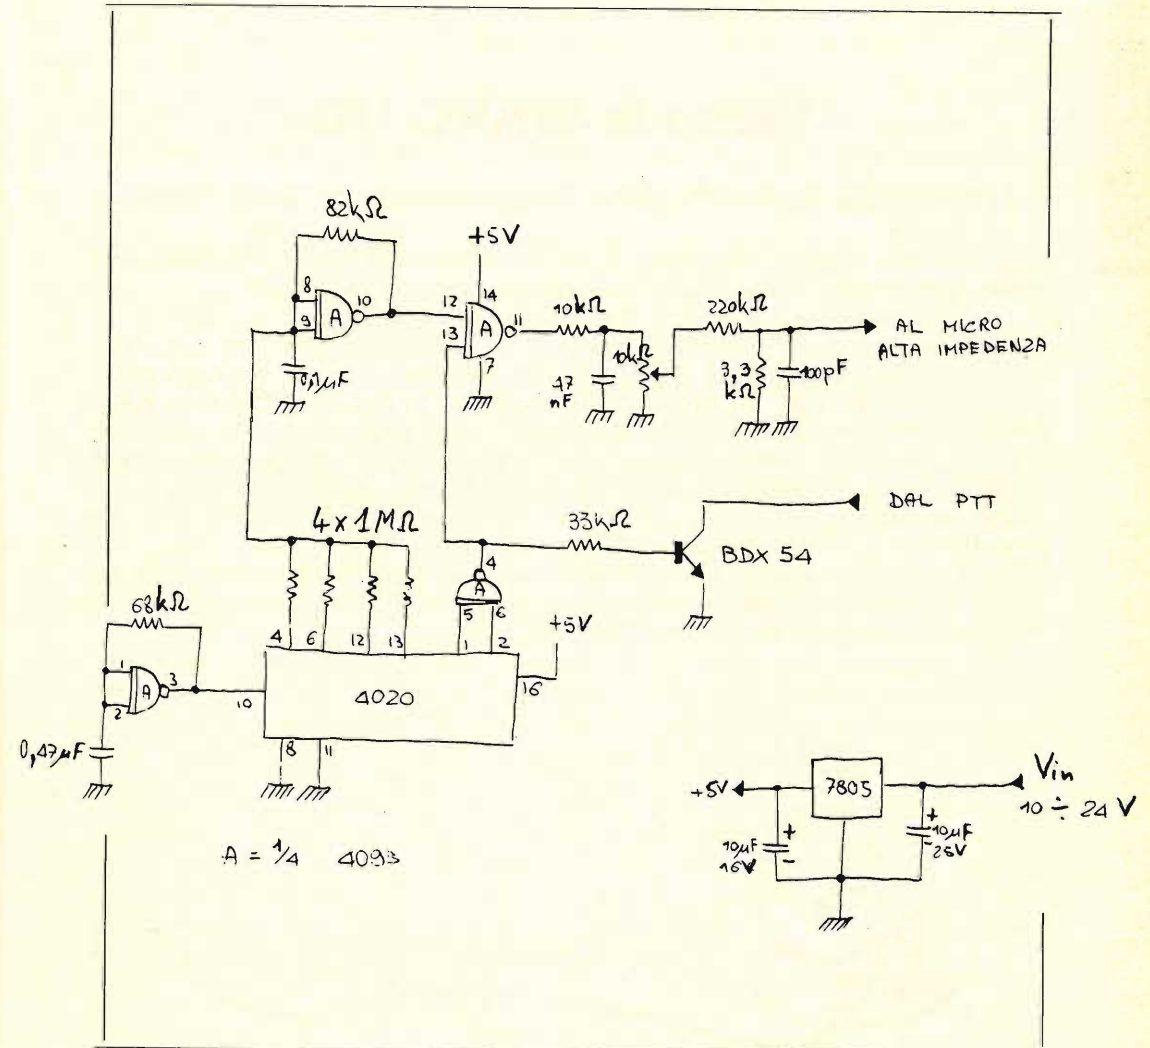 82kΩ
+5V
8
9
A
10
12
13
14
A
11
7
10kΩ
10kΩ
220kΩ
AL MICRO
ALTA IMPEDENZA
0,1μF
47
nF
3,3
kΩ
100pF
4 x 1MΩ
33kΩ
DAL PTT
BDX 54
4
A
5
6
68kΩ
4
6
12
13
1
2
+5V
16
1
2
A
3
10
4020
0,47μF
8
11
+5V
7805
Vin
10 ÷ 24 V
+
10μF
16V
-
+
10μF
-
25V
A = 1/4 4093